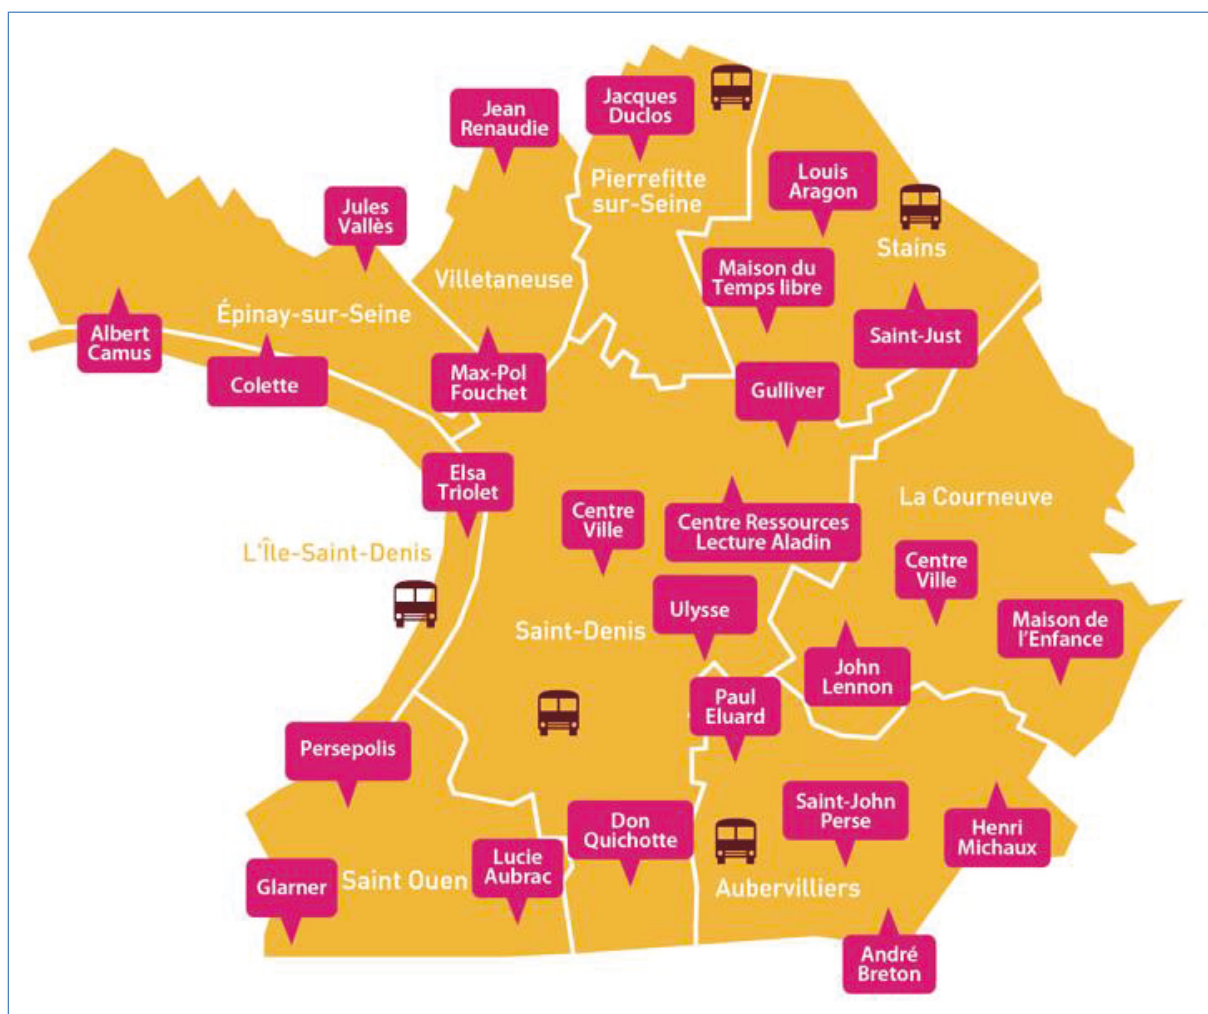 Jean
Renaudie
Jacques
Duclos
Louis
Aragon
Pierrefitte
sur-Seine
Jules
Vallès
Stains
Maison du
Temps libre
Villetaneuse
Épinay-sur-Seine
Albert
Camus
Saint-Just
Colette
Max-Pol
Fouchet
Gulliver
Elsa
Triolet
La Courneuve
Centre
Ville
Centre Ressources
Lecture Aladin
L'Île-Saint-Denis
Centre
Ville
Ulysse
Saint-Denis
Maison de
l'Enfance
John
Lennon
Paul
Eluard
Persepolis
Saint-John
Perse
Don
Quichotte
Henri
Michaux
Lucie
Aubrac
Glarner
Saint Ouen
Aubervilliers
André
Breton